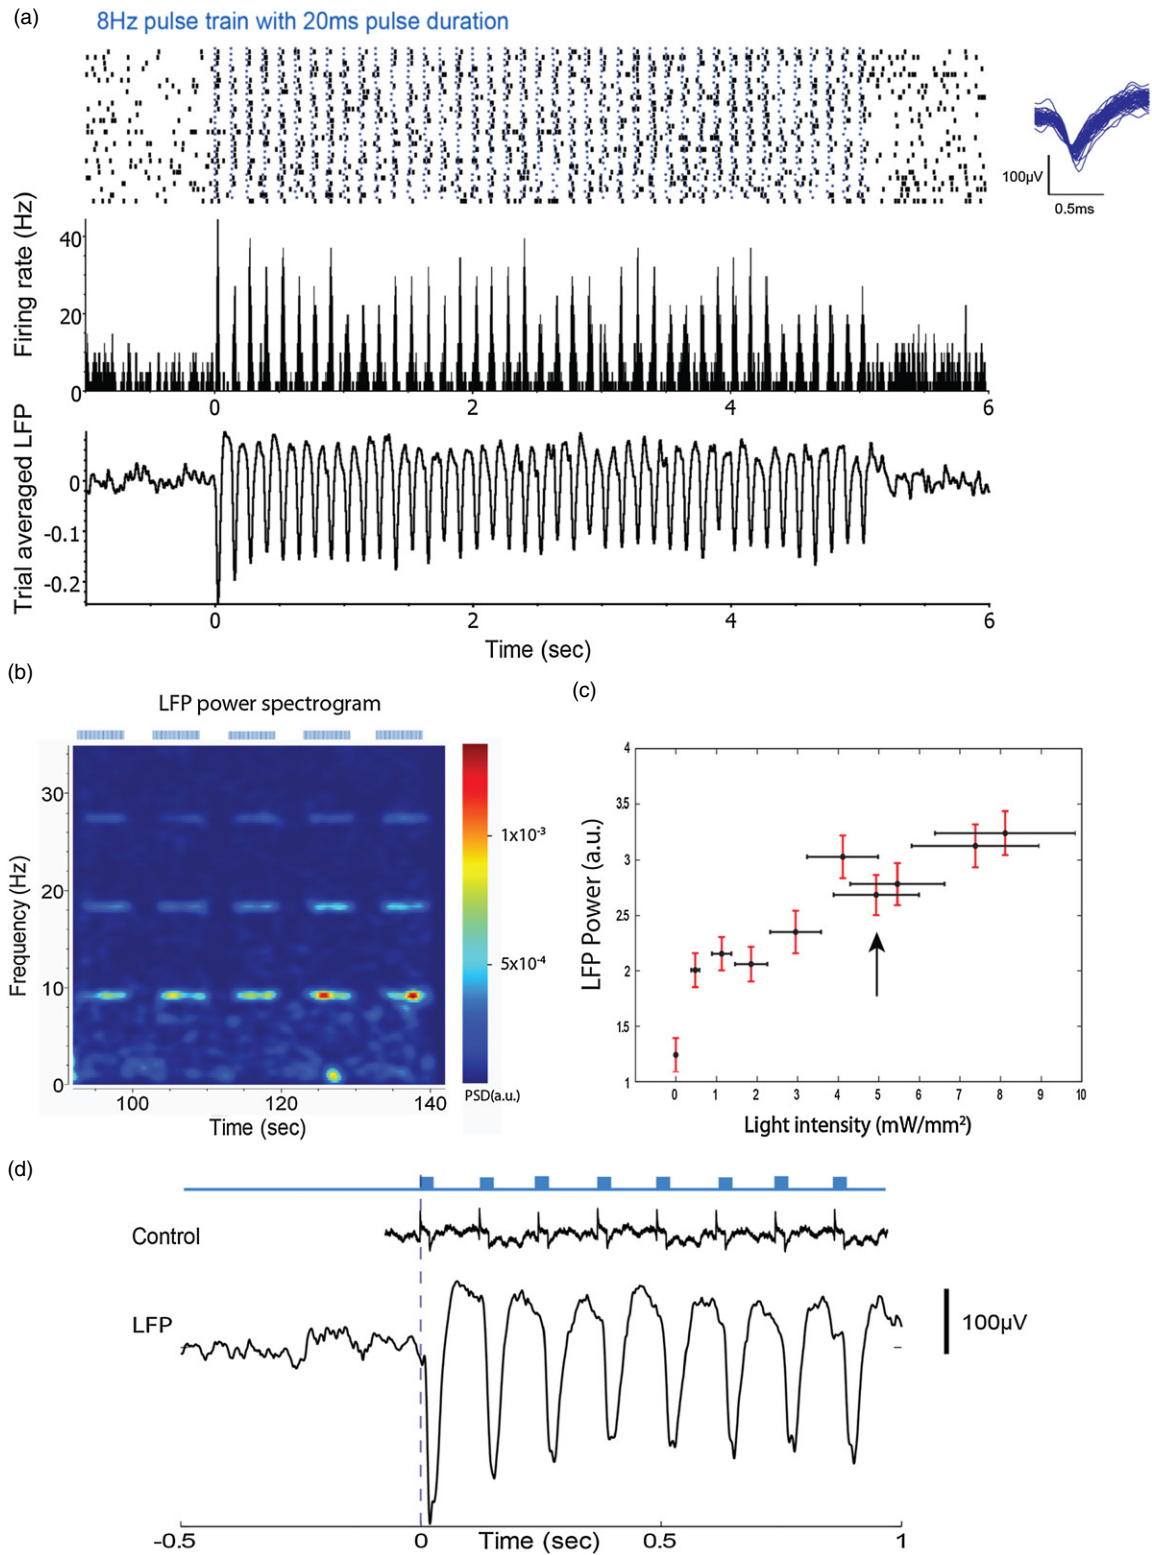 (a)
8Hz pulse train with 20ms pulse duration
100µV
0.5ms
Firing rate (Hz)
40
20
0
0 2 4 6
Trial averaged LFP
0
-0.1
-0.2
0 2 4 6
Time (sec)
(b)
LFP power spectrogram
Frequency (Hz)
30
20
10
0
100 120 140
Time (sec)
1x10⁻³
5x10⁻⁴
PSD(a.u.)
(c)
LFP Power (a.u.)
4
3.5
3
2.5
2
1.5
1
0 1 2 3 4 5 6 7 8 9 10
Light intensity (mW/mm²)
(d)
Control
LFP
100µV
-0.5 0 0.5 1
Time (sec)